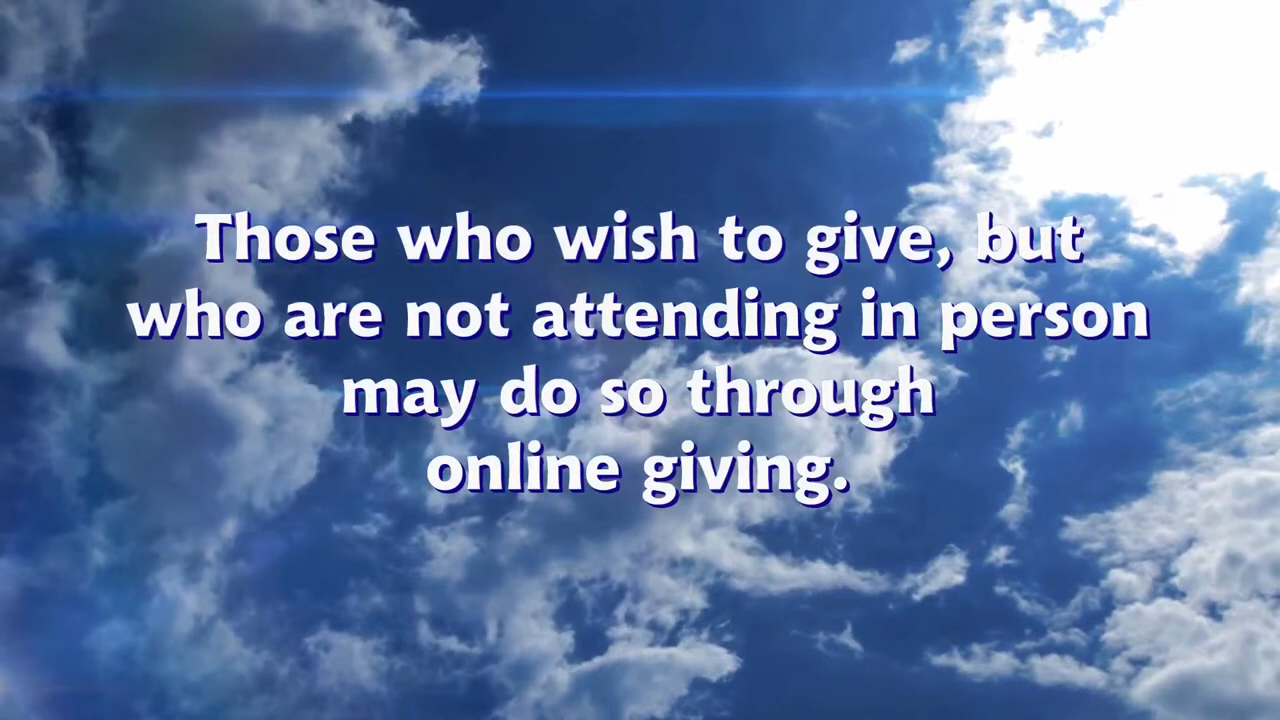 Those who wish to give, but
who are not attending in person
may do so through
online giving.